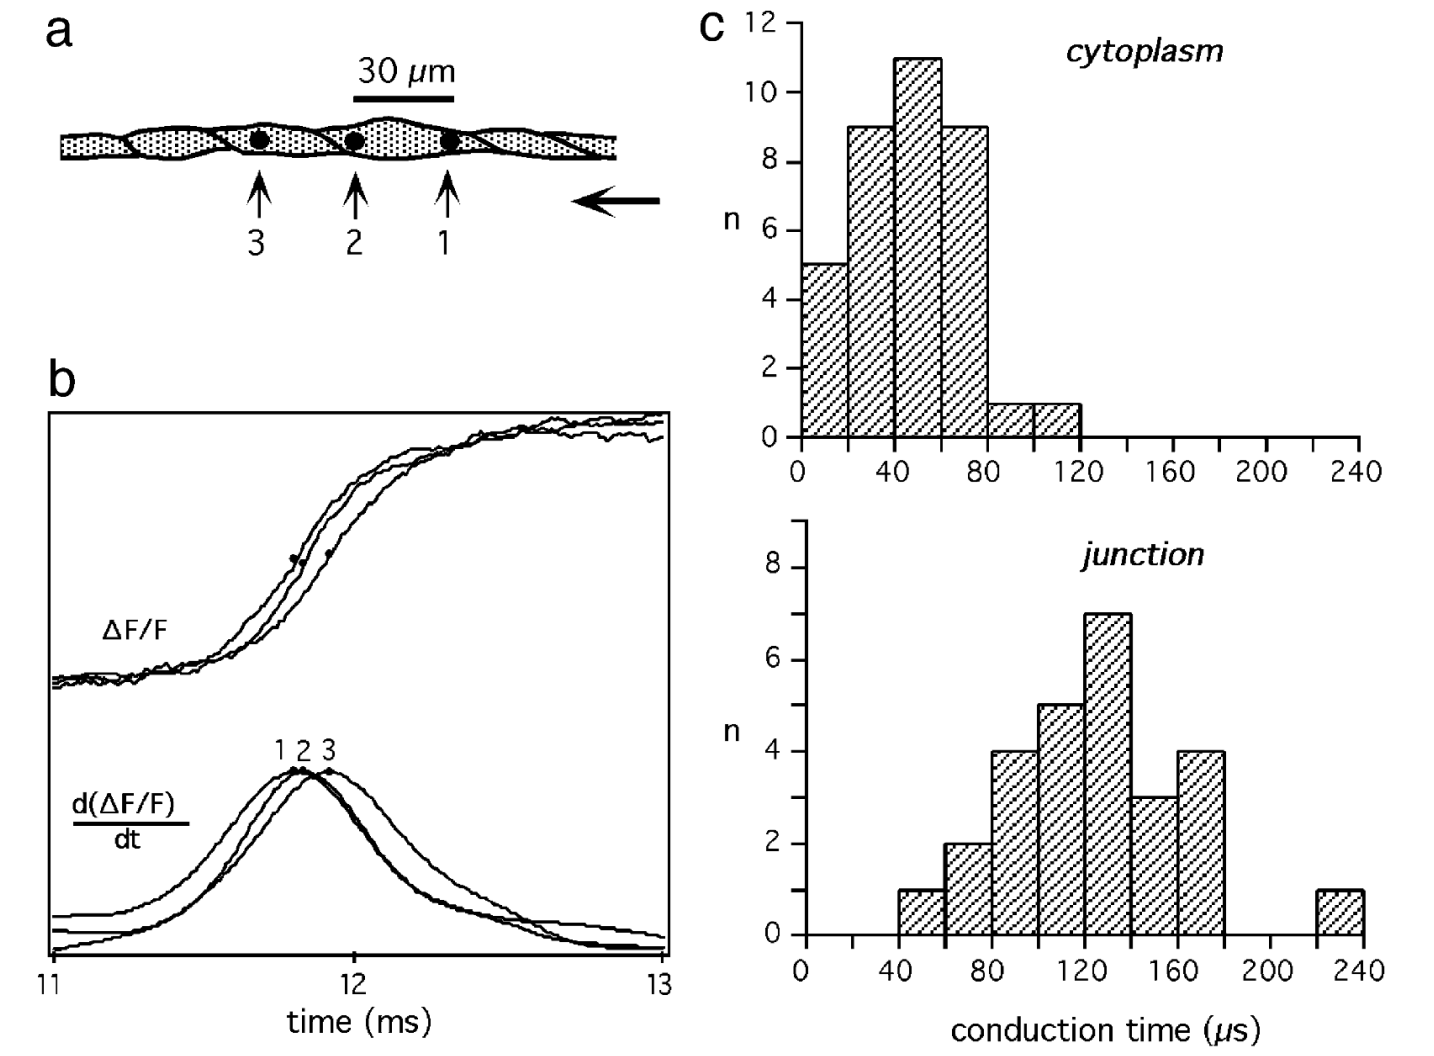 a
30 µm
3 2 1
b
ΔF/F
1 2 3
d(ΔF/F)
dt
11 12 13
time (ms)
c
cytoplasm
12
10
8
n
6
4
2
0
0 40 80 120 160 200 240
junction
8
6
n
4
2
0
0 40 80 120 160 200 240
conduction time (µs)